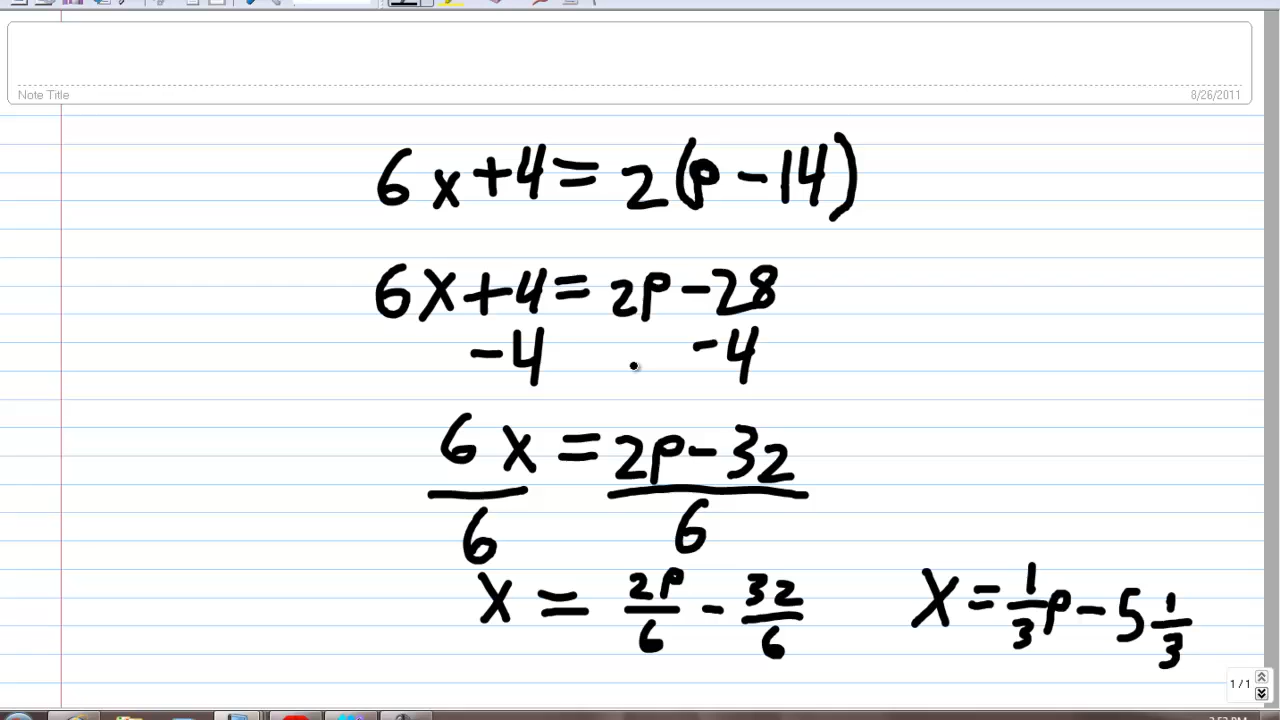 Note Title
8/26/2011
6x+4=2(p-14)
6x+4=2p-28
-4 -4
6x=2p-32
6 6
x = 2p/6 - 32/6 x=1/3p-5 1/3
1/1